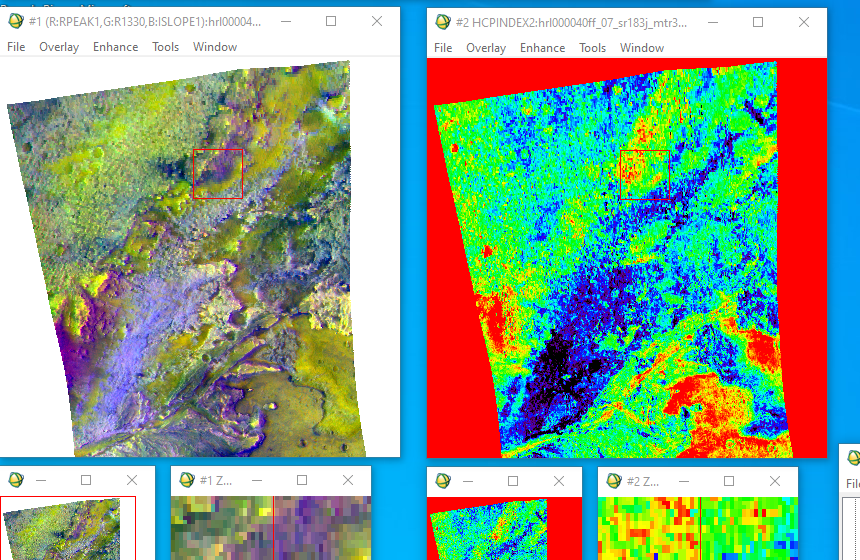 #1 (R:RPEAK1,G:R1330,B:ISLOPE1):hrl00004...
File Overlay Enhance Tools Window
#2 HCPINDEX2:hrl000040ff_07_sr183j_mtr3...
File Overlay Enhance Tools Window
#1 Z...
#2 Z...